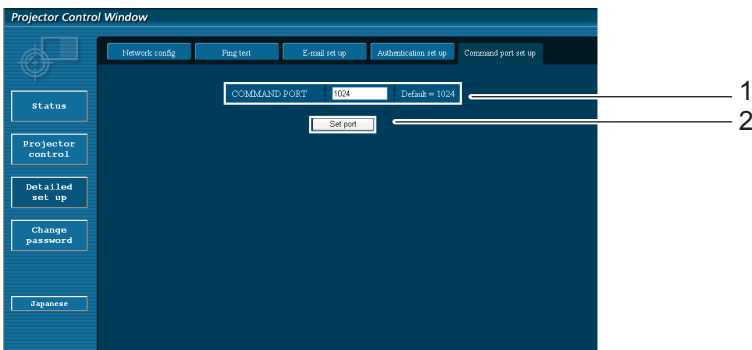 Projector Control Window
Network config
Ping test
E-mail set up
Authentication set up
Command port set up
COMMAND PORT 1024 Default = 1024
1
Set port
2
Status
Projector
control
Detailed
set up
Change
password
Japanese